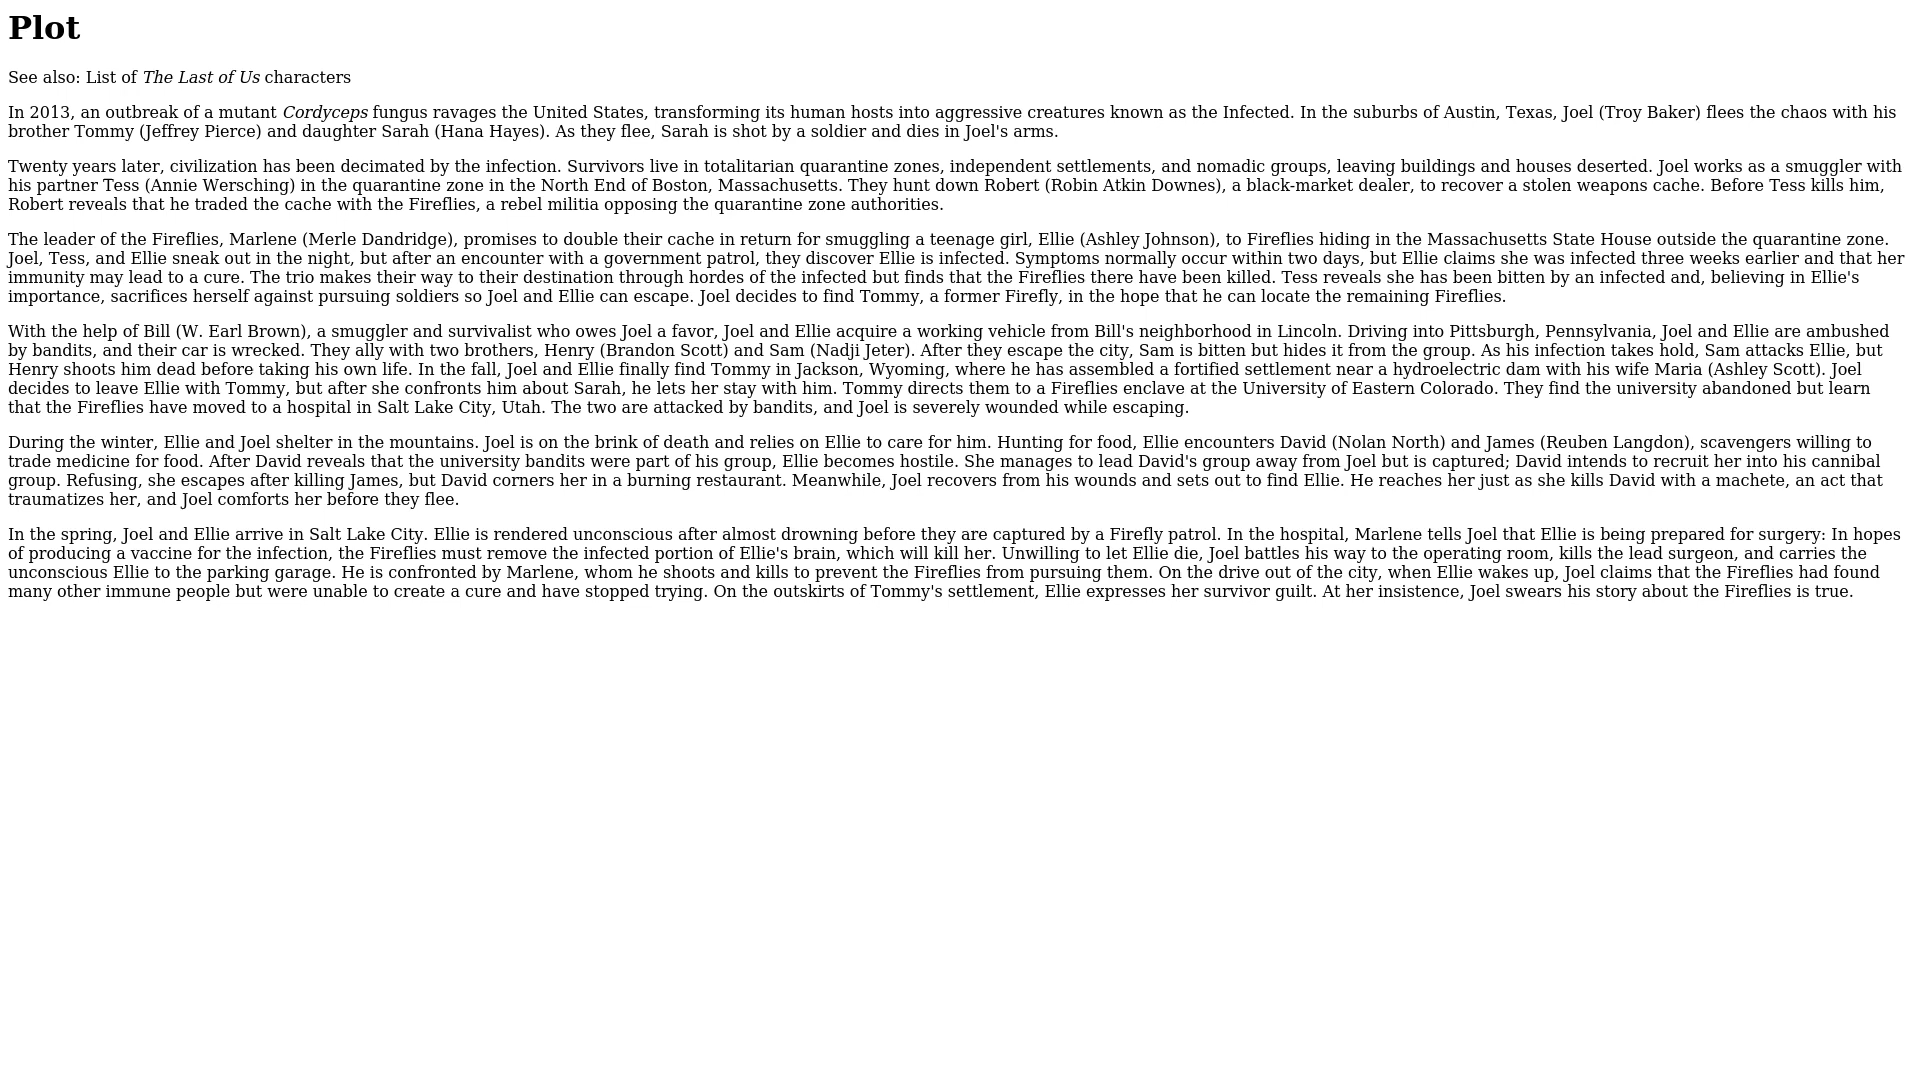 Plot
See also: List of The Last of Us characters
In 2013, an outbreak of a mutant Cordyceps fungus ravages the United States, transforming its human hosts into aggressive creatures known as the Infected. In the suburbs of Austin, Texas, Joel (Troy Baker) flees the chaos with his
brother Tommy (Jeffrey Pierce) and daughter Sarah (Hana Hayes). As they flee, Sarah is shot by a soldier and dies in Joel's arms.
Twenty years later, civilization has been decimated by the infection. Survivors live in totalitarian quarantine zones, independent settlements, and nomadic groups, leaving buildings and houses deserted. Joel works as a smuggler with
his partner Tess (Annie Wersching) in the quarantine zone in the North End of Boston, Massachusetts. They hunt down Robert (Robin Atkin Downes), a black-market dealer, to recover a stolen weapons cache. Before Tess kills him,
Robert reveals that he traded the cache with the Fireflies, a rebel militia opposing the quarantine zone authorities.
The leader of the Fireflies, Marlene (Merle Dandridge), promises to double their cache in return for smuggling a teenage girl, Ellie (Ashley Johnson), to Fireflies hiding in the Massachusetts State House outside the quarantine zone.
Joel, Tess, and Ellie sneak out in the night, but after an encounter with a government patrol, they discover Ellie is infected. Symptoms normally occur within two days, but Ellie claims she was infected three weeks earlier and that her
immunity may lead to a cure. The trio makes their way to their destination through hordes of the infected but finds that the Fireflies there have been killed. Tess reveals she has been bitten by an infected and, believing in Ellie's
importance, sacrifices herself against pursuing soldiers so Joel and Ellie can escape. Joel decides to find Tommy, a former Firefly, in the hope that he can locate the remaining Fireflies.
With the help of Bill (W. Earl Brown), a smuggler and survivalist who owes Joel a favor, Joel and Ellie acquire a working vehicle from Bill's neighborhood in Lincoln. Driving into Pittsburgh, Pennsylvania, Joel and Ellie are ambushed
by bandits, and their car is wrecked. They ally with two brothers, Henry (Brandon Scott) and Sam (Nadji Jeter). After they escape the city, Sam is bitten but hides it from the group. As his infection takes hold, Sam attacks Ellie, but
Henry shoots him dead before taking his own life. In the fall, Joel and Ellie finally find Tommy in Jackson, Wyoming, where he has assembled a fortified settlement near a hydroelectric dam with his wife Maria (Ashley Scott). Joel
decides to leave Ellie with Tommy, but after she confronts him about Sarah, he lets her stay with him. Tommy directs them to a Fireflies enclave at the University of Eastern Colorado. They find the university abandoned but learn
that the Fireflies have moved to a hospital in Salt Lake City, Utah. The two are attacked by bandits, and Joel is severely wounded while escaping.
During the winter, Ellie and Joel shelter in the mountains. Joel is on the brink of death and relies on Ellie to care for him. Hunting for food, Ellie encounters David (Nolan North) and James (Reuben Langdon), scavengers willing to
trade medicine for food. After David reveals that the university bandits were part of his group, Ellie becomes hostile. She manages to lead David's group away from Joel but is captured; David intends to recruit her into his cannibal
group. Refusing, she escapes after killing James, but David corners her in a burning restaurant. Meanwhile, Joel recovers from his wounds and sets out to find Ellie. He reaches her just as she kills David with a machete, an act that
traumatizes her, and Joel comforts her before they flee.
In the spring, Joel and Ellie arrive in Salt Lake City. Ellie is rendered unconscious after almost drowning before they are captured by a Firefly patrol. In the hospital, Marlene tells Joel that Ellie is being prepared for surgery: In hopes
of producing a vaccine for the infection, the Fireflies must remove the infected portion of Ellie's brain, which will kill her. Unwilling to let Ellie die, Joel battles his way to the operating room, kills the lead surgeon, and carries the
unconscious Ellie to the parking garage. He is confronted by Marlene, whom he shoots and kills to prevent the Fireflies from pursuing them. On the drive out of the city, when Ellie wakes up, Joel claims that the Fireflies had found
many other immune people but were unable to create a cure and have stopped trying. On the outskirts of Tommy's settlement, Ellie expresses her survivor guilt. At her insistence, Joel swears his story about the Fireflies is true.